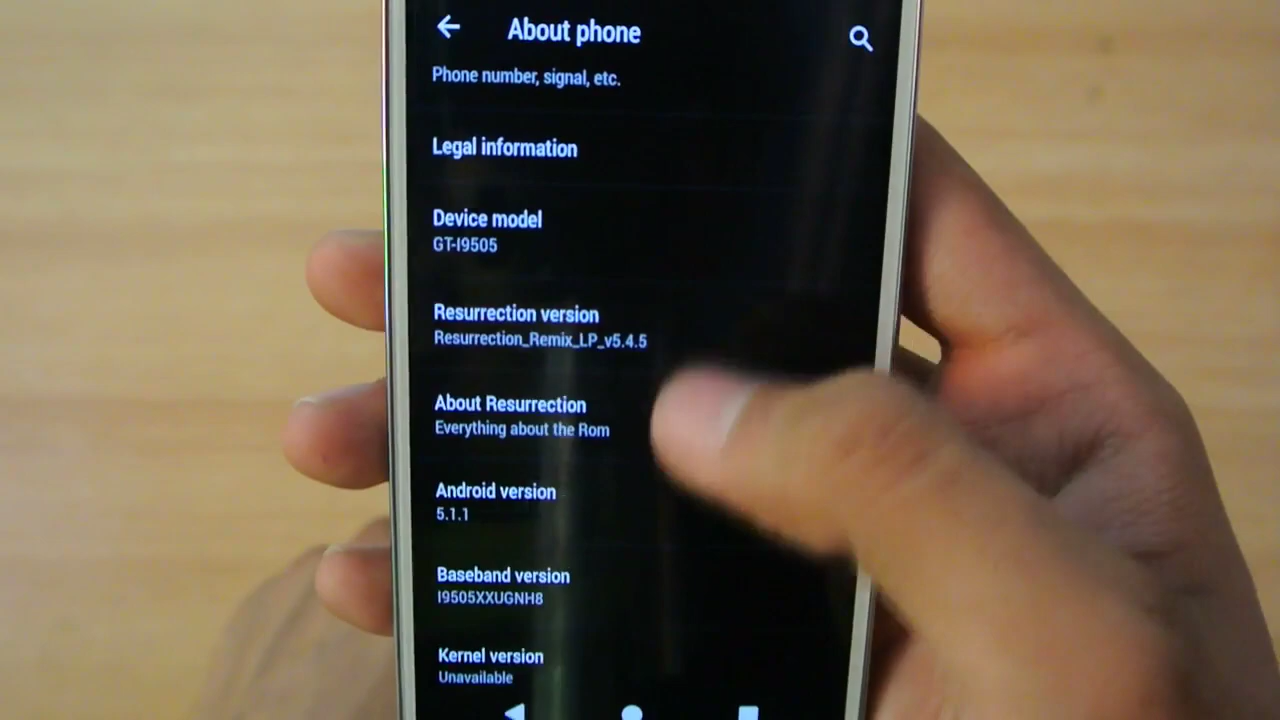 About phone
Phone number, signal, etc.
Legal information
Device model
GT-I9505
Resurrection version
Resurrection_Remix_LP_v5.4.5
About Resurrection
Everything about the Rom
Android version
5.1.1
Baseband version
I9505XXUGNH8
Kernel version
Unavailable